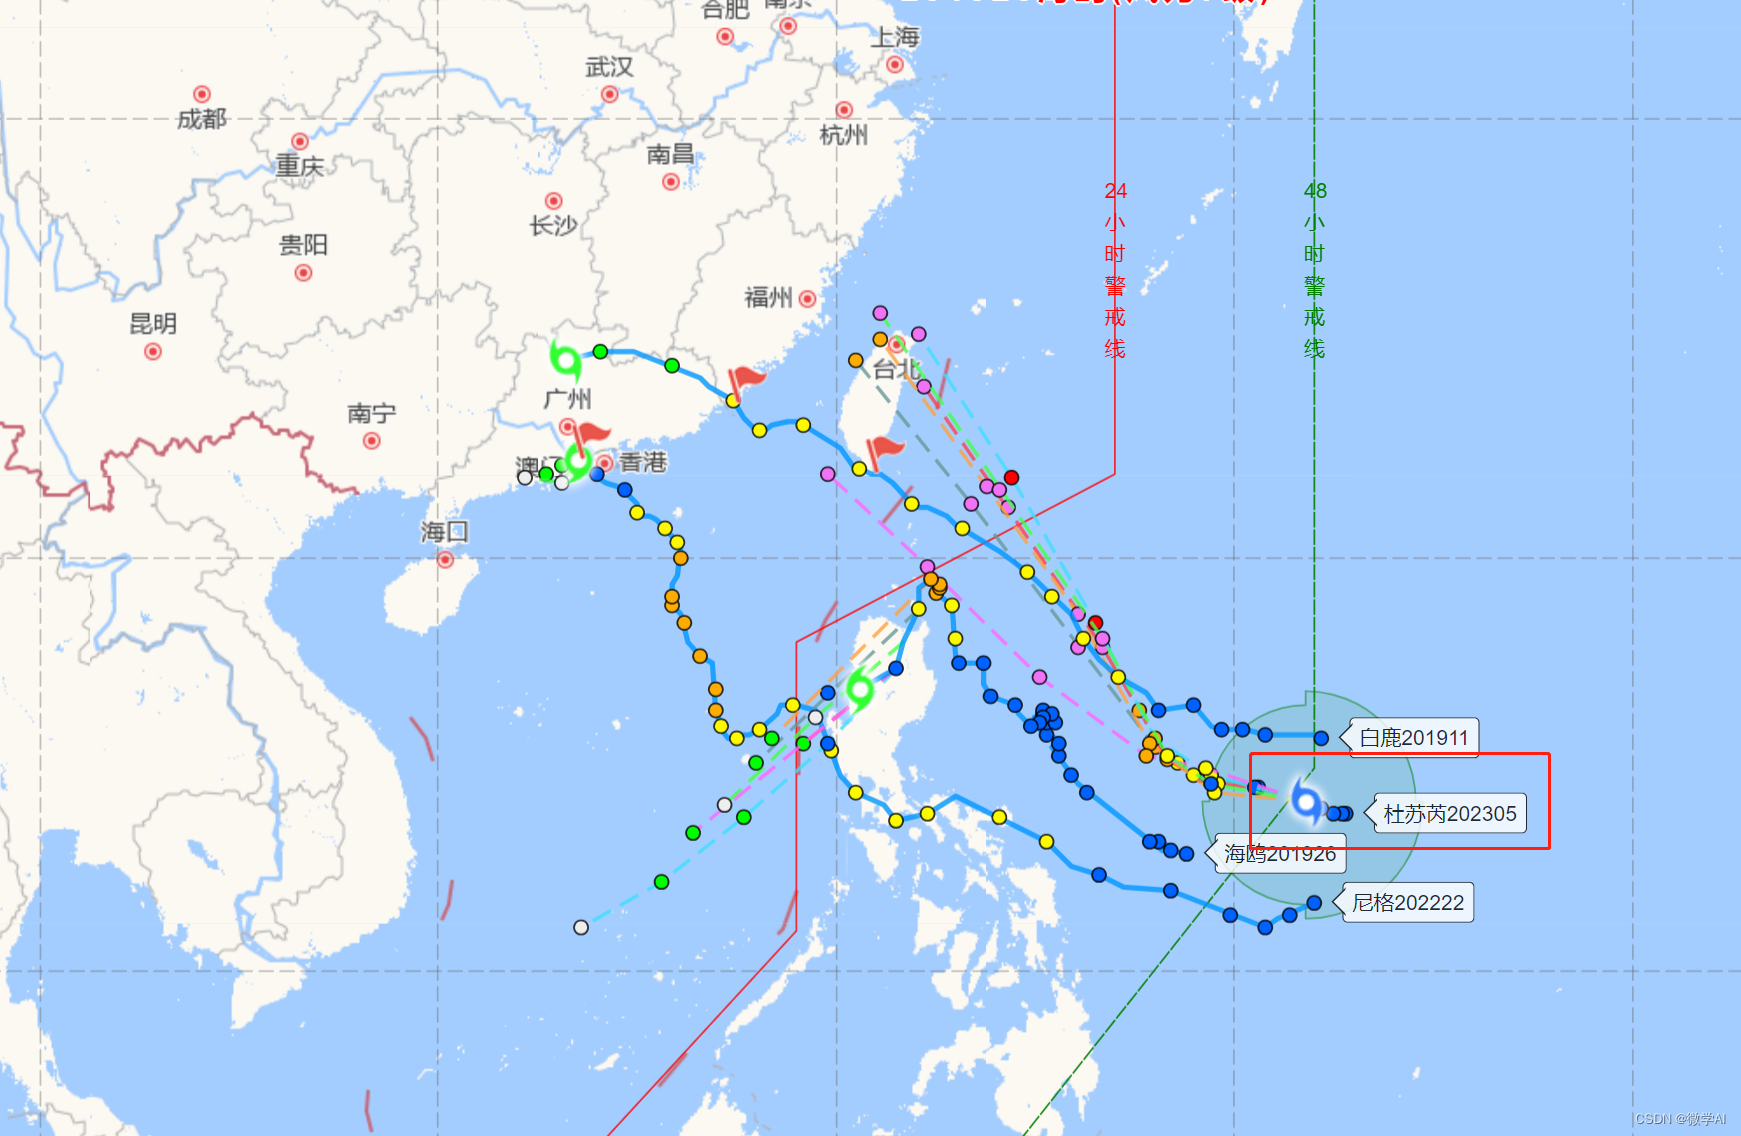 合肥
南京
上海
武汉
成都
杭州
重庆
南昌
24小时警戒线
48小时警戒线
长沙
贵阳
福州
昆明
台北
广州
南宁
香港
海口
白鹿201911
杜苏芮202305
海鸥201926
尼格202222
CSDN @微学AI